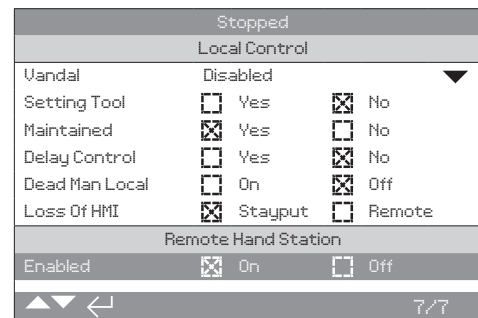 Stopped
Local Control
Vandal Disabled
Setting Tool Yes No
Maintained Yes No
Delay Control Yes No
Dead Man Local On Off
Loss Of HMI Stayput Remote
Remote Hand Station
Enabled On Off
7/7